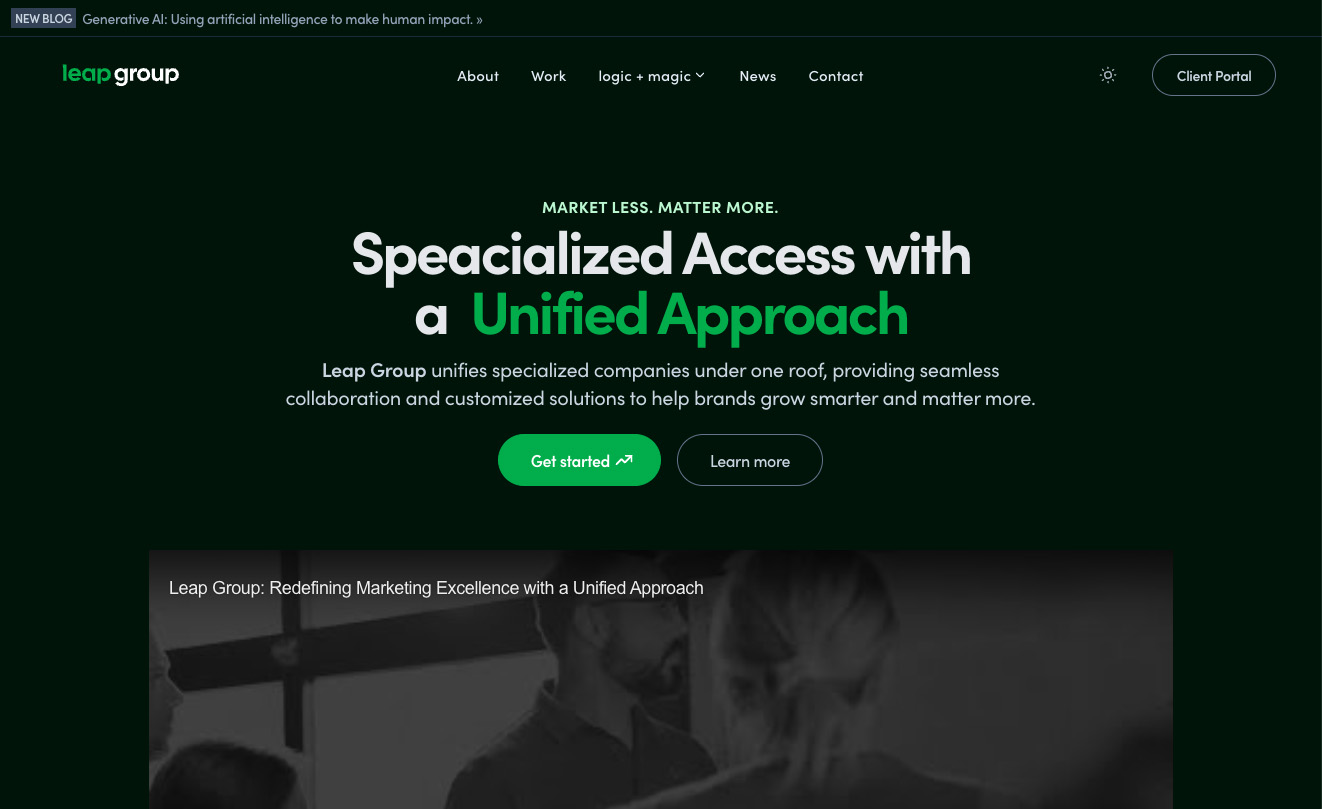 NEW BLOG Generative AI: Using artificial intelligence to make human impact. »
leap group About Work logic + magic News Contact Client Portal
MARKET LESS. MATTER MORE.
Speacialized Access with
a Unified Approach
Leap Group unifies specialized companies under one roof, providing seamless
collaboration and customized solutions to help brands grow smarter and matter more.
Get started Learn more
Leap Group: Redefining Marketing Excellence with a Unified Approach